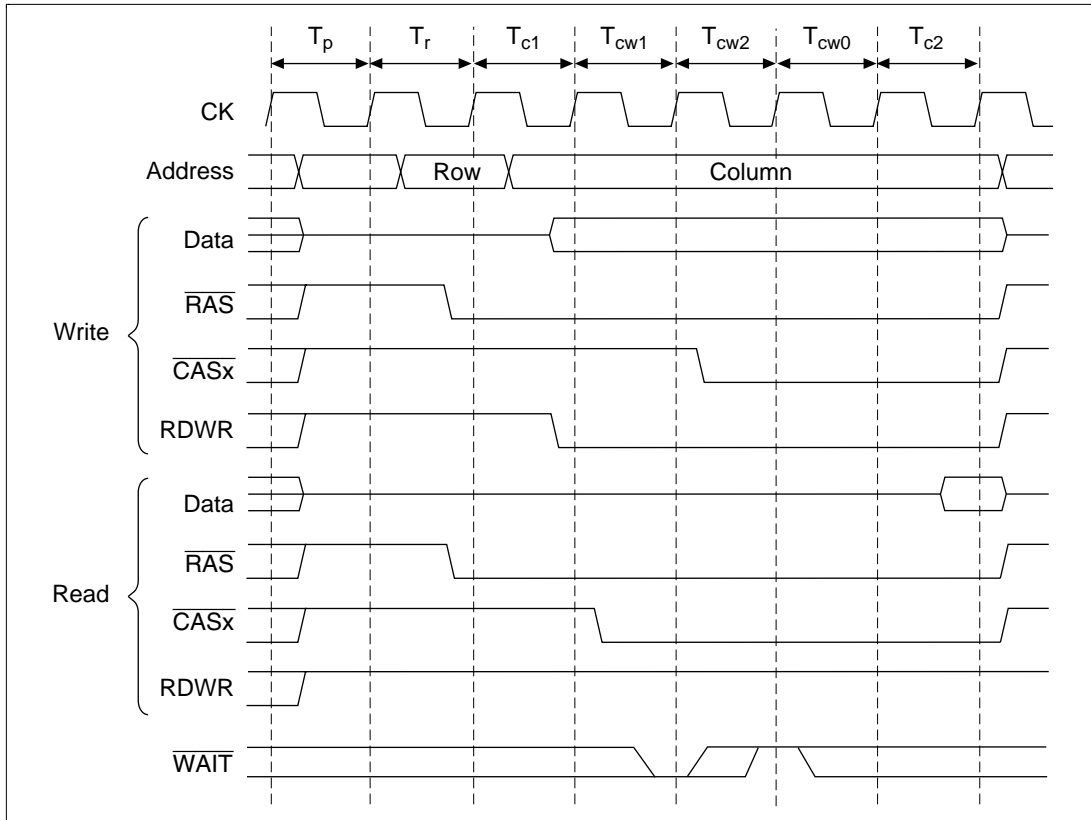 Tp Tr Tc1 Tcw1 Tcw2 Tcw0 Tc2
CK
Address Row Column
Data
RAS
Write
CASx
RDWR
Data
RAS
Read
CASx
RDWR
WAIT